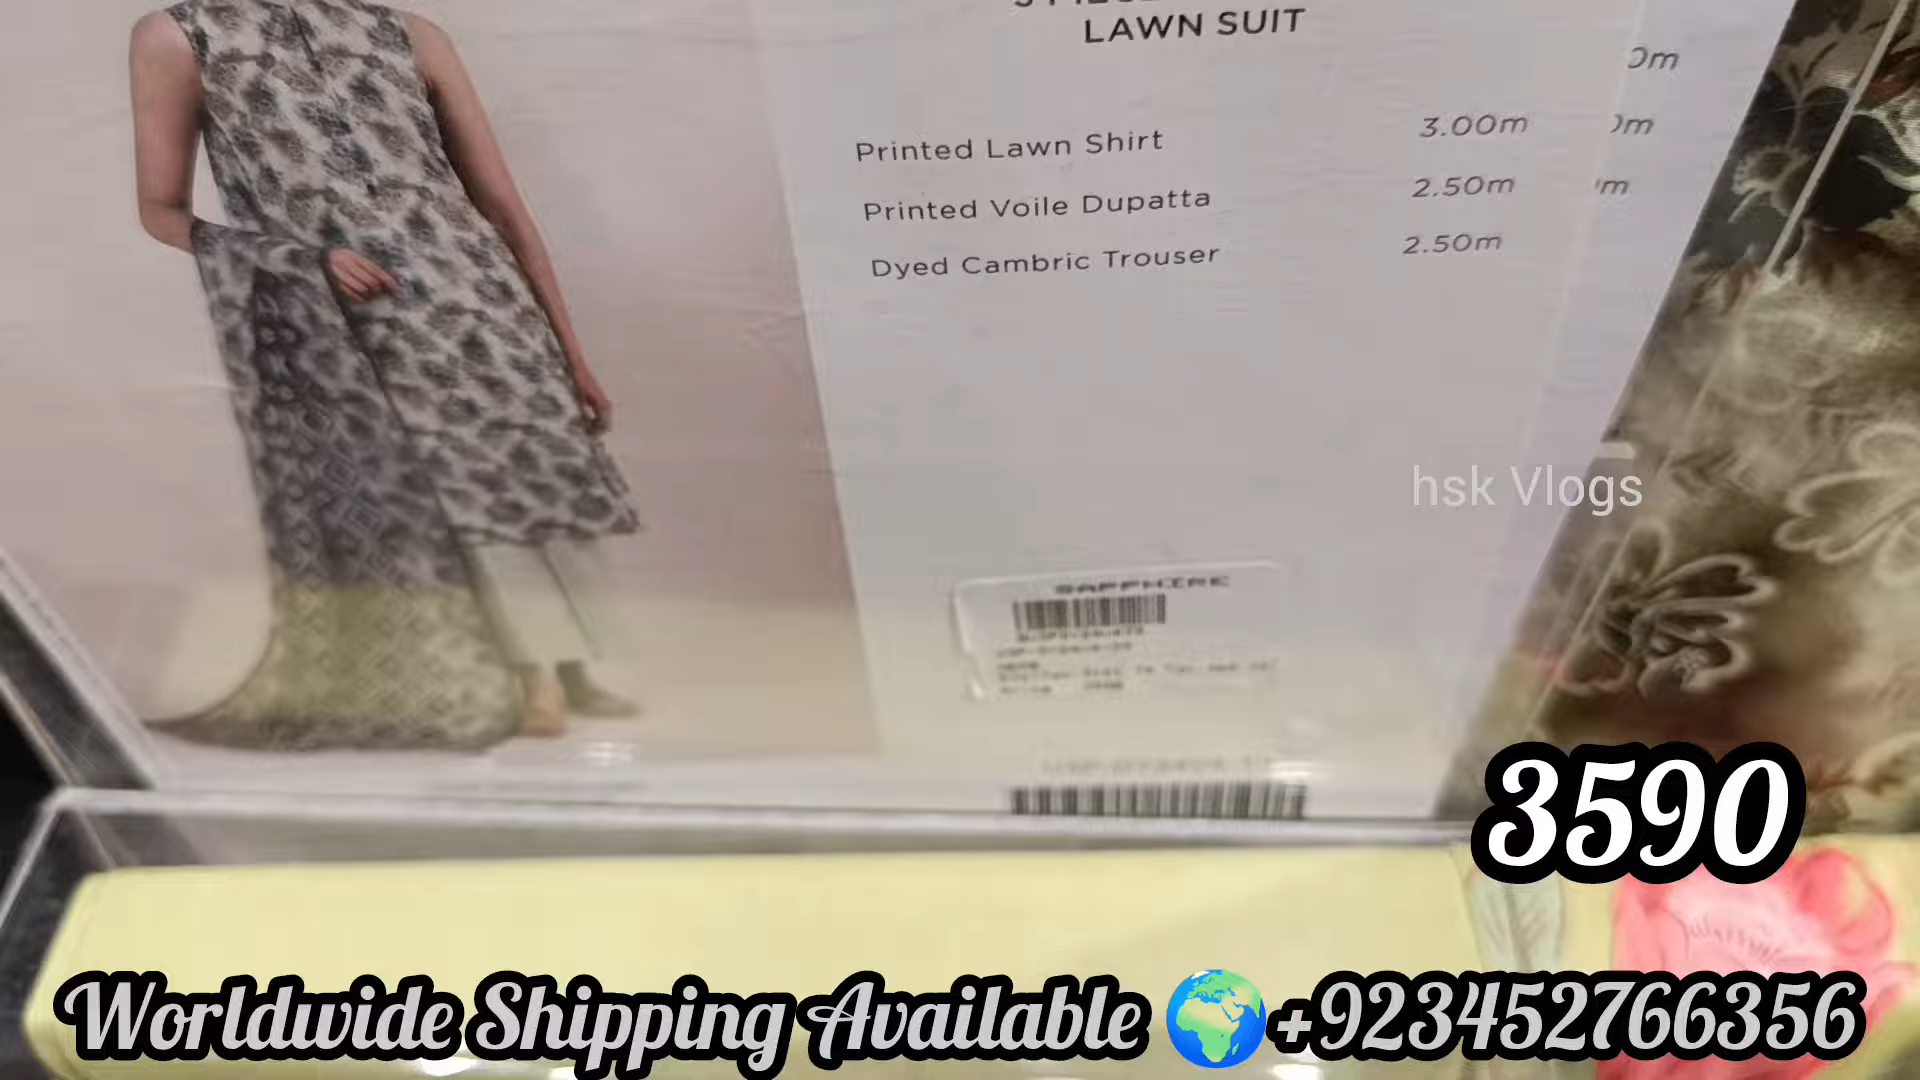 LAWN SUIT
Printed Lawn Shirt 3.00m
Printed Voile Dupatta 2.50m
Dyed Cambric Trouser 2.50m
hsk Vlogs
SAPPHIRE
3590
Worldwide Shipping Available 🌍+923452766356